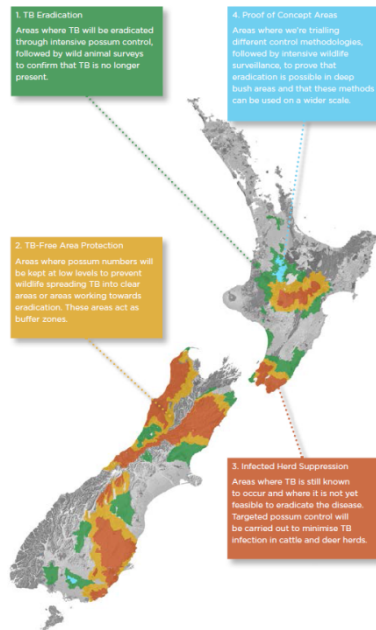 1. TB Eradication
Areas where TB will be eradicated
through intensive possum control,
followed by wild animal surveys
to confirm that TB is no longer
present.
4. Proof of Concept Areas
Areas where we're trialling
different control methodologies,
followed by intensive wildlife
surveillance, to prove that
eradication is possible in deep
bush areas and that these methods
can be used on a wider scale.
2. TB-Free Area Protection
Areas where possum numbers will
be kept at low levels to prevent
wildlife spreading TB into clear
areas or areas working towards
eradication. These areas act as
buffer zones.
3. Infected Herd Suppression
Areas where TB is still known
to occur and where it is not yet
feasible to eradicate the disease.
Targeted possum control will
be carried out to minimise TB
infection in cattle and deer herds.